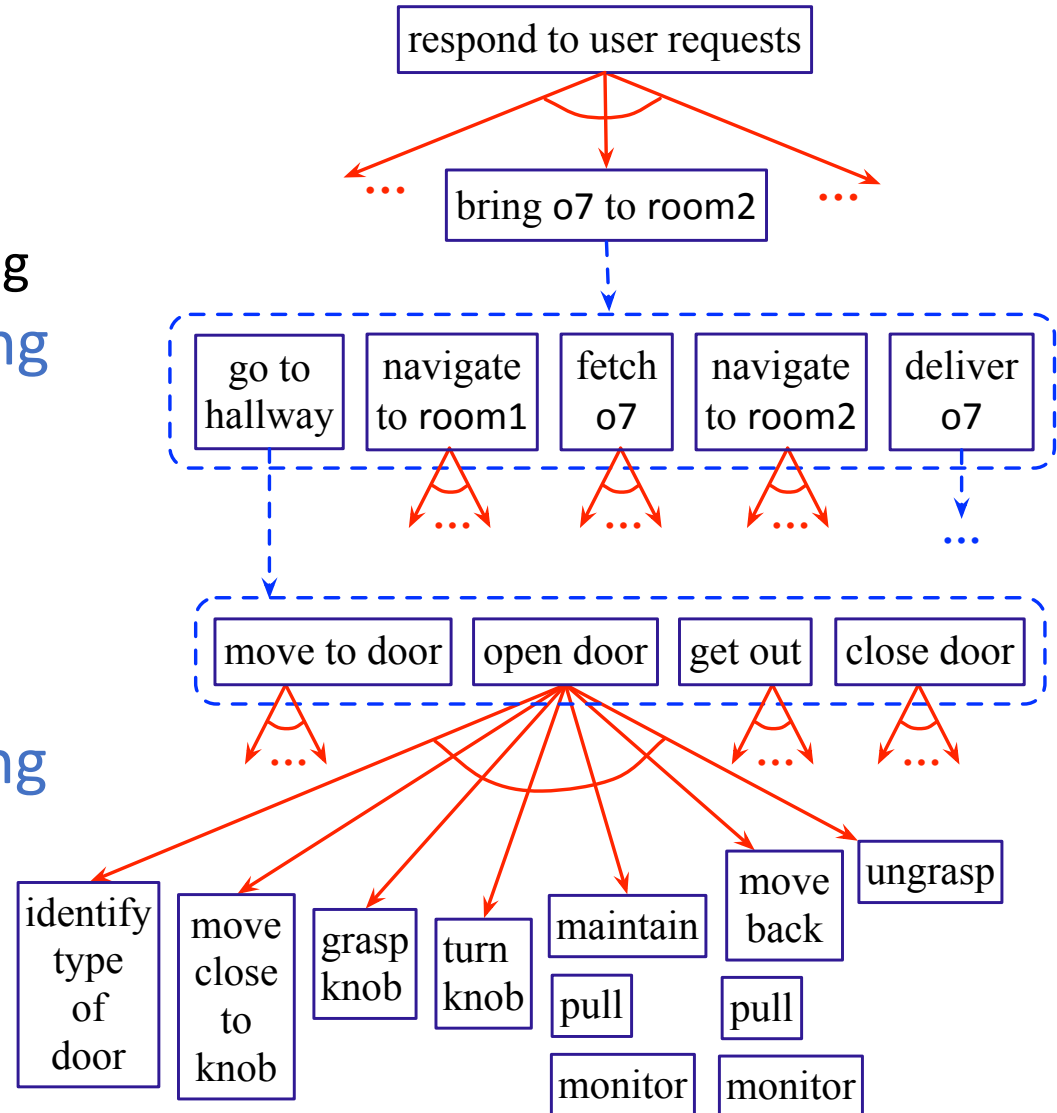 respond to user requests
...
...
bring o7 to room2
g
ng
go to
hallway
navigate
to room1
fetch
o7
navigate
to room2
deliver
o7
...
...
...
...
move to door
open door
get out
close door
...
...
...
ng
identify
type
of
door
move
close
to
knob
grasp
knob
turn
knob
maintain
pull
monitor
move
back
pull
monitor
ungrasp